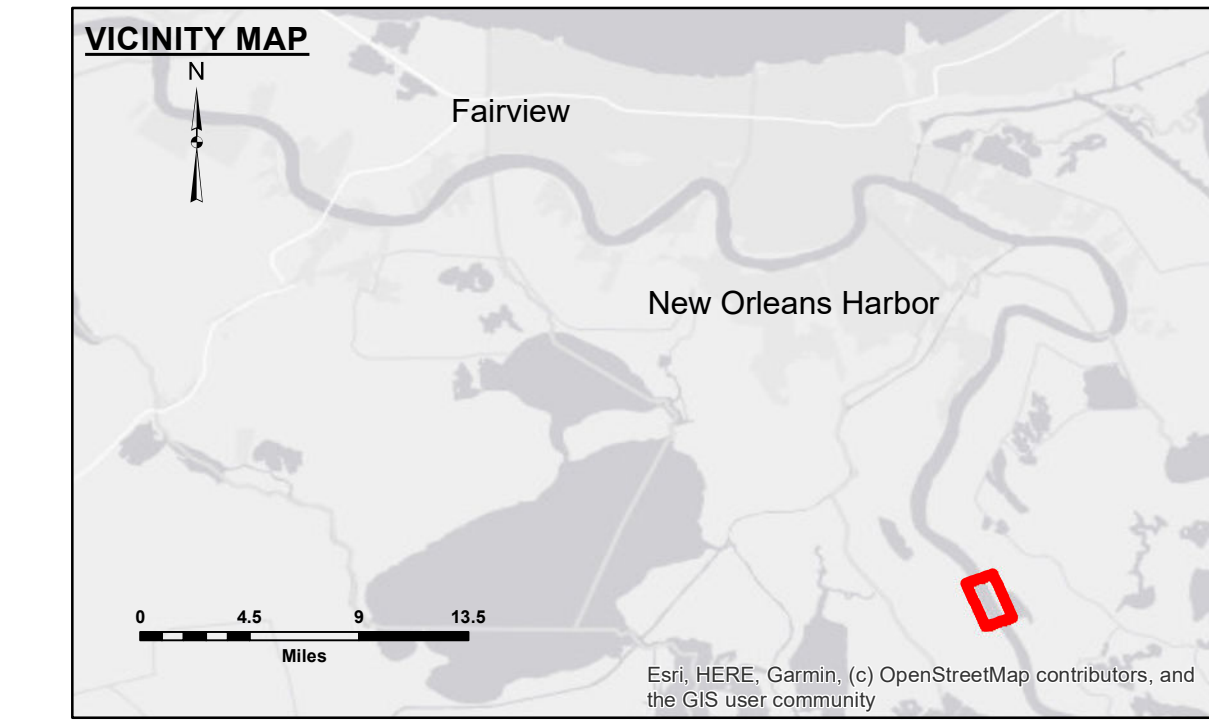 VICINITY MAP
N
Fairview
New Orleans Harbor
0 4.5 9 13.5
Miles
Esri, HERE, Garmin, (c) OpenStreetMap contributors, and
the GIS user community